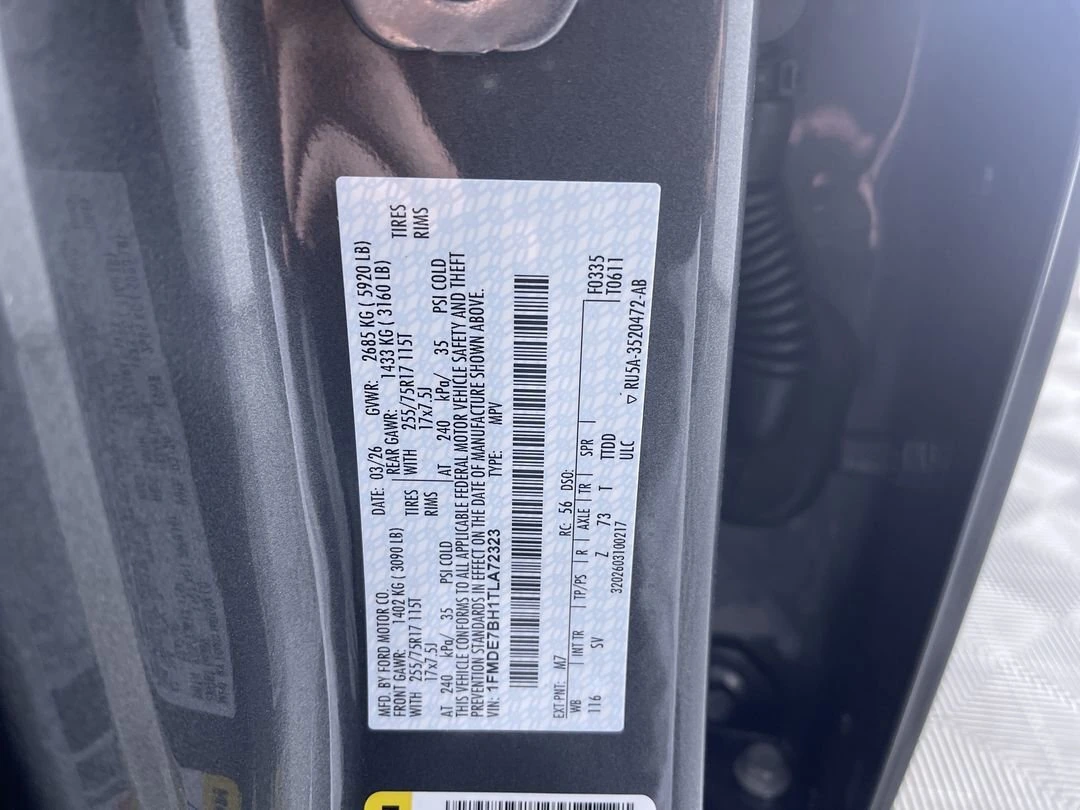 MFD. BY FORD MOTOR CO. DATE: 03/26 GVWR: 2685 KG ( 5920 LB)
FRONT GAWR: 1402 KG ( 3090 LB) REAR GAWR: 1433 KG ( 3160 LB)
WITH 255/75R17 115T TIRES WITH 255/75R17 115T TIRES
17x7.5J RIMS 17x7.5J RIMS
AT 240 kPa/ 35 PSI COLD AT 240 kPa/ 35 PSI COLD
THIS VEHICLE CONFORMS TO ALL APPLICABLE FEDERAL MOTOR VEHICLE SAFETY AND THEFT
PREVENTION STANDARDS IN EFFECT ON THE DATE OF MANUFACTURE SHOWN ABOVE.
VIN: 1FMDE7BH1TLA72323 TYPE: MPV
EXT-PNT: M7 RC: 56 DSO: F0335
WB | INT TR | TP/PS | R | AXLE | TR | SPR | T0611
116 SV Z 73 T TTDD
3202603100217 ULC
▽ RU5A-3520472-AB